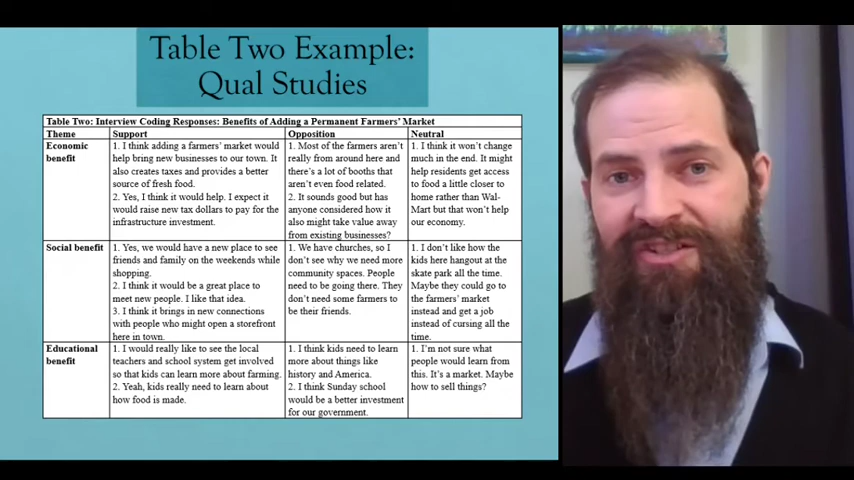 Table Two Example:
Qual Studies
Table Two: Interview Coding Responses: Benefits of Adding a Permanent Farmers' Market
Theme
Support
Opposition
Neutral
Economic
benefit
1. I think adding a farmers' market would
help bring new businesses to our town. It
also creates taxes and provides a better
source of fresh food.
2. Yes, I think it would help. I expect it
would raise new tax dollars to pay for the
infrastructure investment.
1. Most of the farmers aren't
really from around here and
there's a lot of booths that
aren't even food related.
2. It sounds good but has
anyone considered how it
also might take value away
from existing businesses?
1. I think it won't change
much in the end. It might
help residents get access
to food a little closer to
home rather than Wal-
Mart but that won't help
our economy.
Social benefit
1. Yes, we would have a new place to see
friends and family on the weekends while
shopping.
2. I think it would be a great place to
meet new people. I like that idea.
3. I think it brings in new connections
with people who might open a storefront
here in town.
1. We have churches, so I
don't see why we need more
community spaces. People
need to be going there. They
don't need some farmers to
be their friends.
1. I don't like how the
kids here hangout at the
skate park all the time.
Maybe they could go to
the farmers' market
instead and get a job
instead of cursing all the
time.
Educational
benefit
1. I would really like to see the local
teachers and school system get involved
so that kids can learn more about farming.
2. Yeah, kids really need to learn about
how food is made.
1. I think kids need to learn
more about things like
history and America.
2. I think Sunday school
would be a better investment
for our government.
1. I'm not sure what
people would learn from
this. It's a market. Maybe
how to sell things?